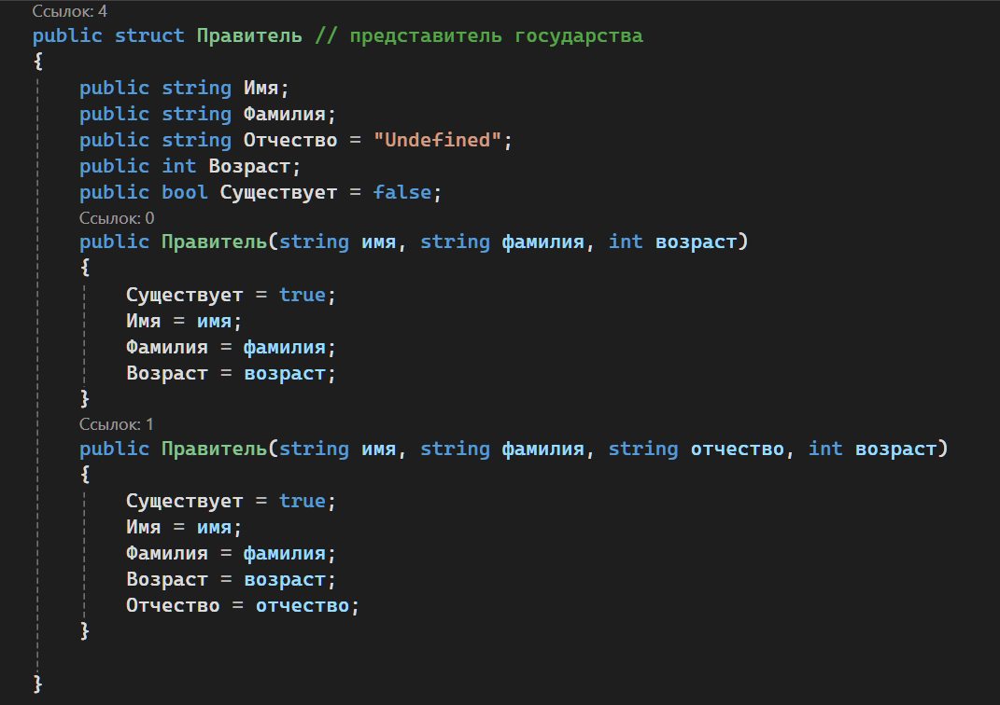 Ссылок: 4
public struct Правитель // представитель государства
{
public string Имя;
public string Фамилия;
public string Отчество = "Undefined";
public int Возраст;
public bool Существует = false;
Ссылок: 0
public Правитель(string имя, string фамилия, int возраст)
{
Существует = true;
Имя = имя;
Фамилия = фамилия;
Возраст = возраст;
}
Ссылок: 1
public Правитель(string имя, string фамилия, string отчество, int возраст)
{
Существует = true;
Имя = имя;
Фамилия = фамилия;
Возраст = возраст;
Отчество = отчество;
}
}